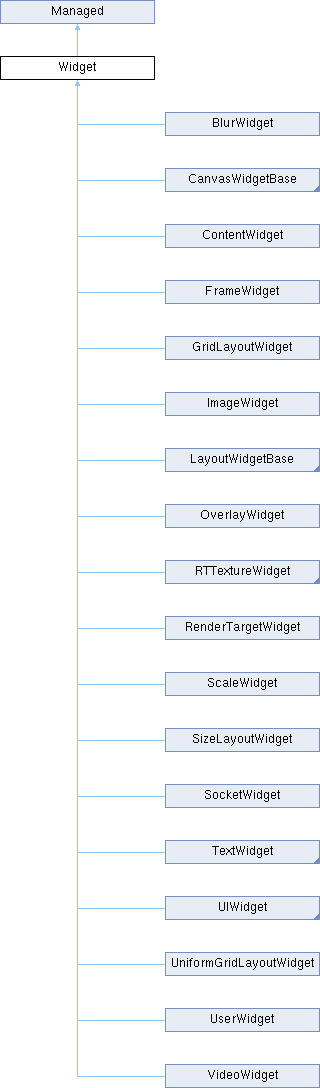 Managed
Widget
BlurWidget
CanvasWidgetBase
ContentWidget
FrameWidget
GridLayoutWidget
ImageWidget
LayoutWidgetBase
OverlayWidget
RTTextureWidget
RenderTargetWidget
ScaleWidget
SizeLayoutWidget
SocketWidget
TextWidget
UIWidget
UniformGridLayoutWidget
UserWidget
VideoWidget